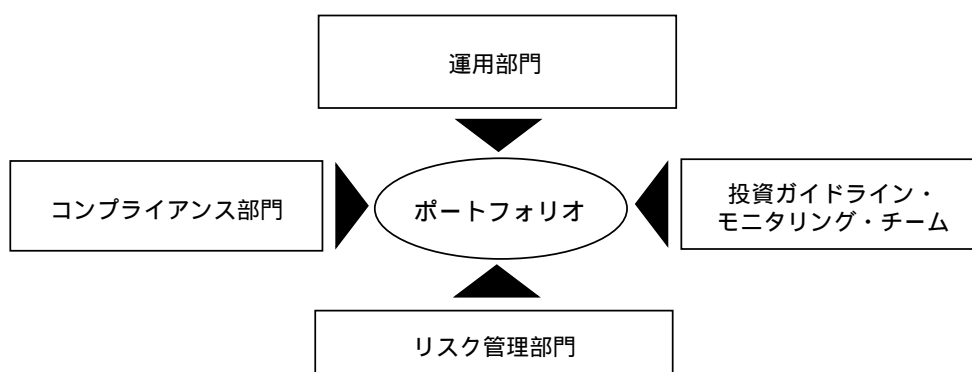 運用部門
コンプライアンス部門
ポートフォリオ
投資ガイドライン・
モニタリング・チーム
リスク管理部門